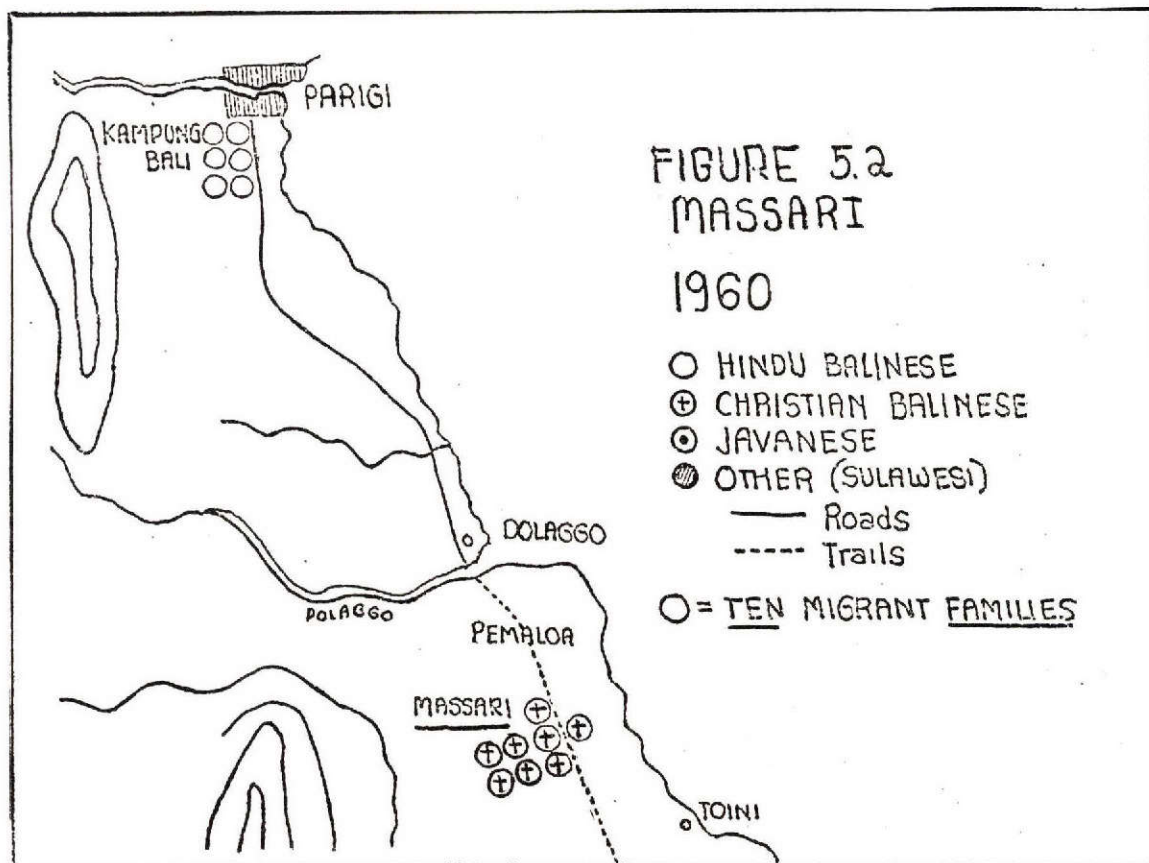 PARIGI
KAMPUNG
BALI
FIGURE 5.2
MASSARI
1960
HINDU BALINESE
CHRISTIAN BALINESE
JAVANESE
OTHER (SULAWESI)
Roads
Trails
= TEN MIGRANT FAMILIES
DOLAGGO
DOLAGGO
PEMALOA
MASSARI
TOINI